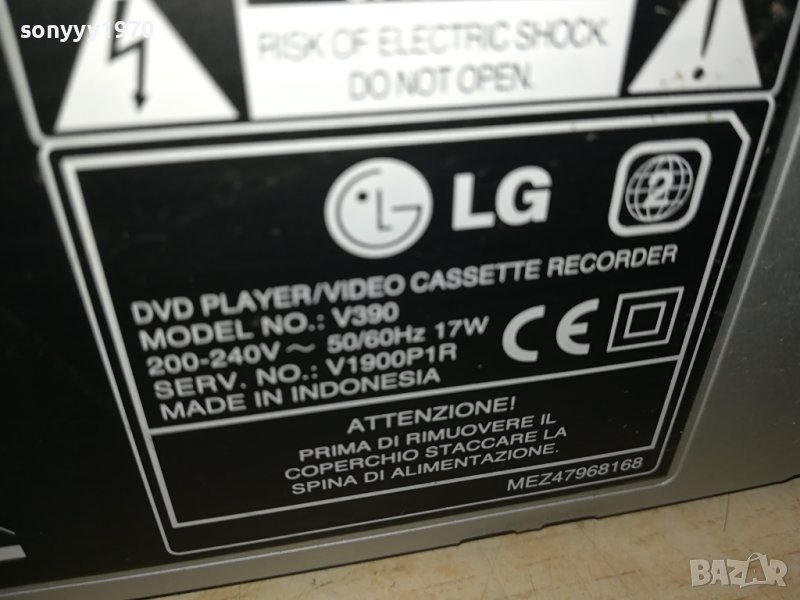 sonyyy1970
RISK OF ELECTRIC SHOCK
DO NOT OPEN.
LG
2
DVD PLAYER/VIDEO CASSETTE RECORDER
MODEL NO.: V390
200-240V ~ 50/60Hz 17W
SERV. NO.: V1900P1R
MADE IN INDONESIA
CE
ATTENZIONE!
PRIMA DI RIMUOVERE IL
COPERCHIO STACCARE LA
SPINA DI ALIMENTAZIONE.
MEZ47968168
BAZAR